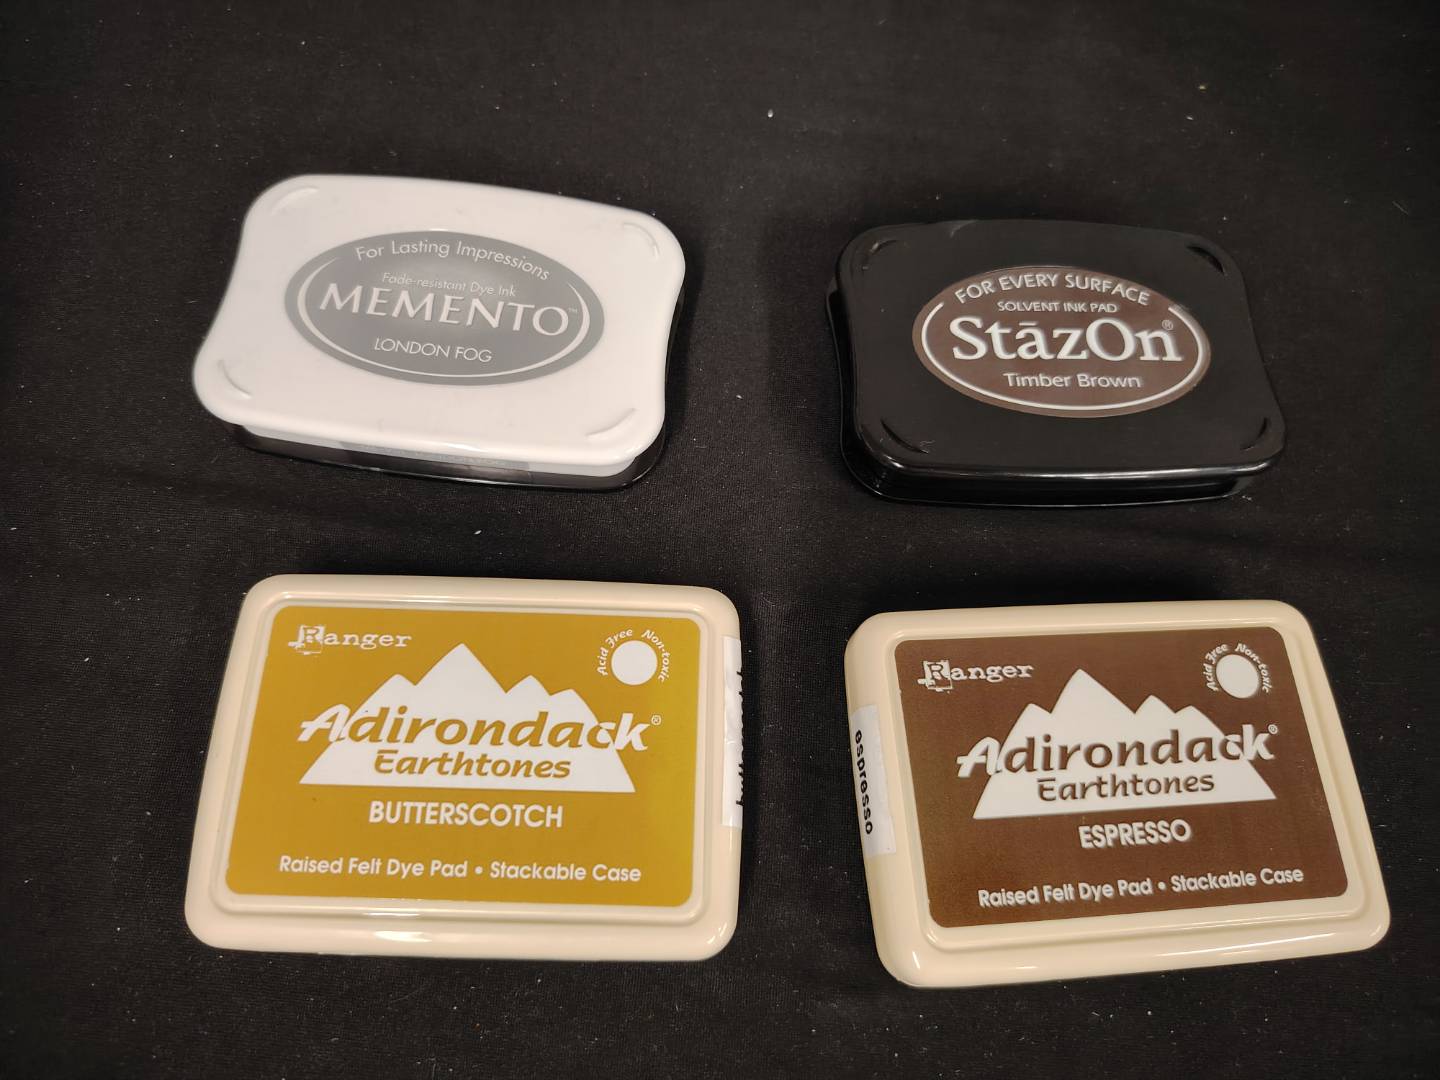 For Lasting Impressions
Fade-resistant Dye Ink
MEMENTO™
LONDON FOG
FOR EVERY SURFACE
SOLVENT INK PAD
StāzOn®
Timber Brown
Ranger
Acid Free Non-toxic
Adirondack®
Earthtones
BUTTERSCOTCH
Raised Felt Dye Pad • Stackable Case
Ranger
Acid Free Non-toxic
Adirondack®
Earthtones
ESPRESSO
Raised Felt Dye Pad • Stackable Case
espresso